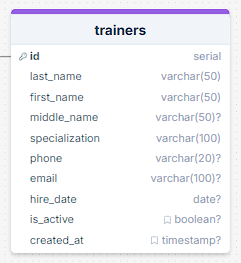 trainers
id serial
last_name varchar(50)
first_name varchar(50)
middle_name varchar(50)?
specialization varchar(100)
phone varchar(20)?
email varchar(100)?
hire_date date?
is_active boolean?
created_at timestamp?